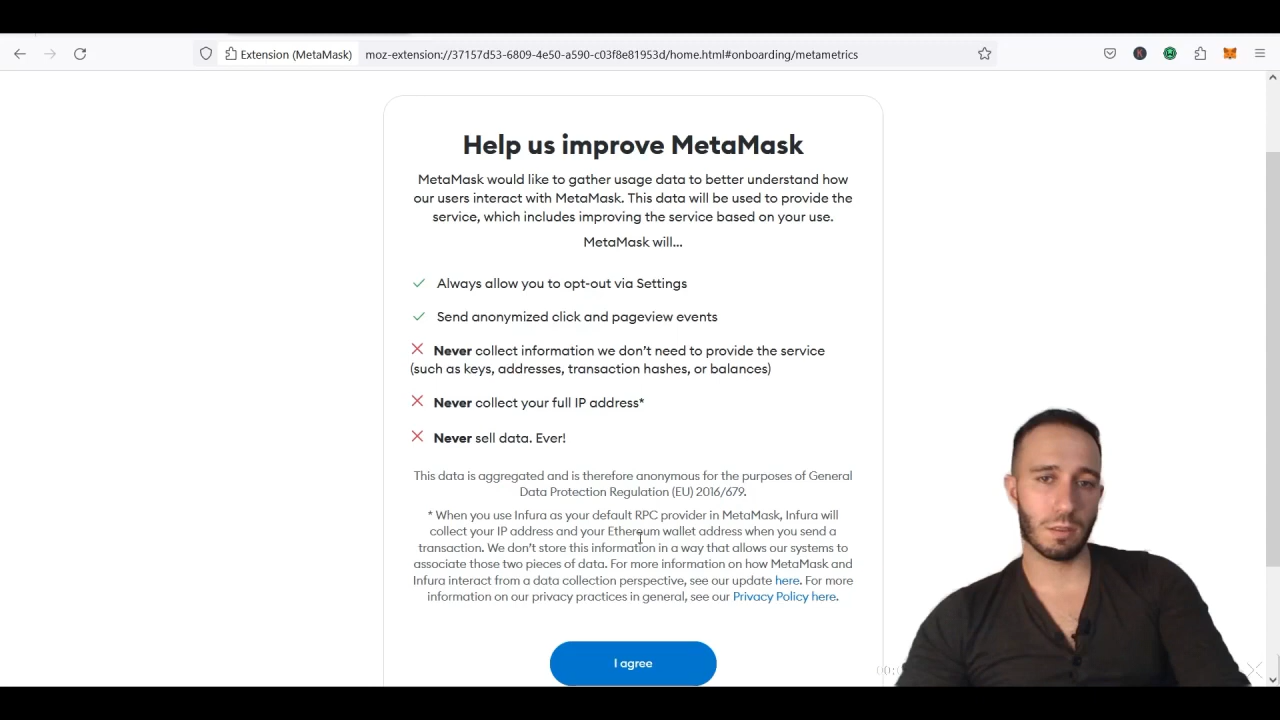 Extension (MetaMask) moz-extension://37157d53-6809-4e50-a590-c03f8e81953d/home.html#onboarding/metametrics
Help us improve MetaMask
MetaMask would like to gather usage data to better understand how
our users interact with MetaMask. This data will be used to provide the
service, which includes improving the service based on your use.
MetaMask will...
Always allow you to opt-out via Settings
Send anonymized click and pageview events
Never collect information we don’t need to provide the service
(such as keys, addresses, transaction hashes, or balances)
Never collect your full IP address*
Never sell data. Ever!
This data is aggregated and is therefore anonymous for the purposes of General
Data Protection Regulation (EU) 2016/679.
* When you use Infura as your default RPC provider in MetaMask, Infura will
collect your IP address and your Ethereum wallet address when you send a
transaction. We don’t store this information in a way that allows our systems to
associate those two pieces of data. For more information on how MetaMask and
Infura interact from a data collection perspective, see our update here. For more
information on our privacy practices in general, see our Privacy Policy here.
I agree